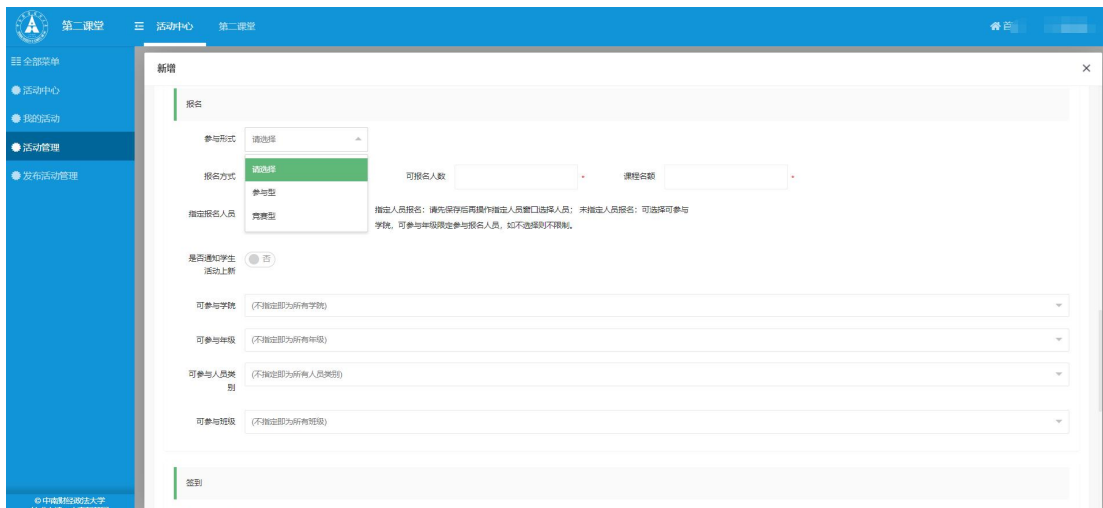 第二课堂 活动中心 第二课堂
全部菜单
新增
活动中心
报名
我的活动
参与形式 请选择
活动管理
请选择
发布活动管理
报名方式 可报名人数 * 课程名额 *
参与型
指定报名人员 竞赛型 指定人员报名：请先保存后再操作指定人员窗口选择人员； 未指定人员报名：可选择可参与
学院，可参与年级限定参与报名人员，如不选择则不限制。
是否通知学生 否
活动上新
可参与学院 (不指定即为所有学院)
可参与年级 (不指定即为所有年级)
可参与人员类 (不指定即为所有人员类别)
别
可参与班级 (不指定即为所有班级)
签到
© 中南财经政法大学